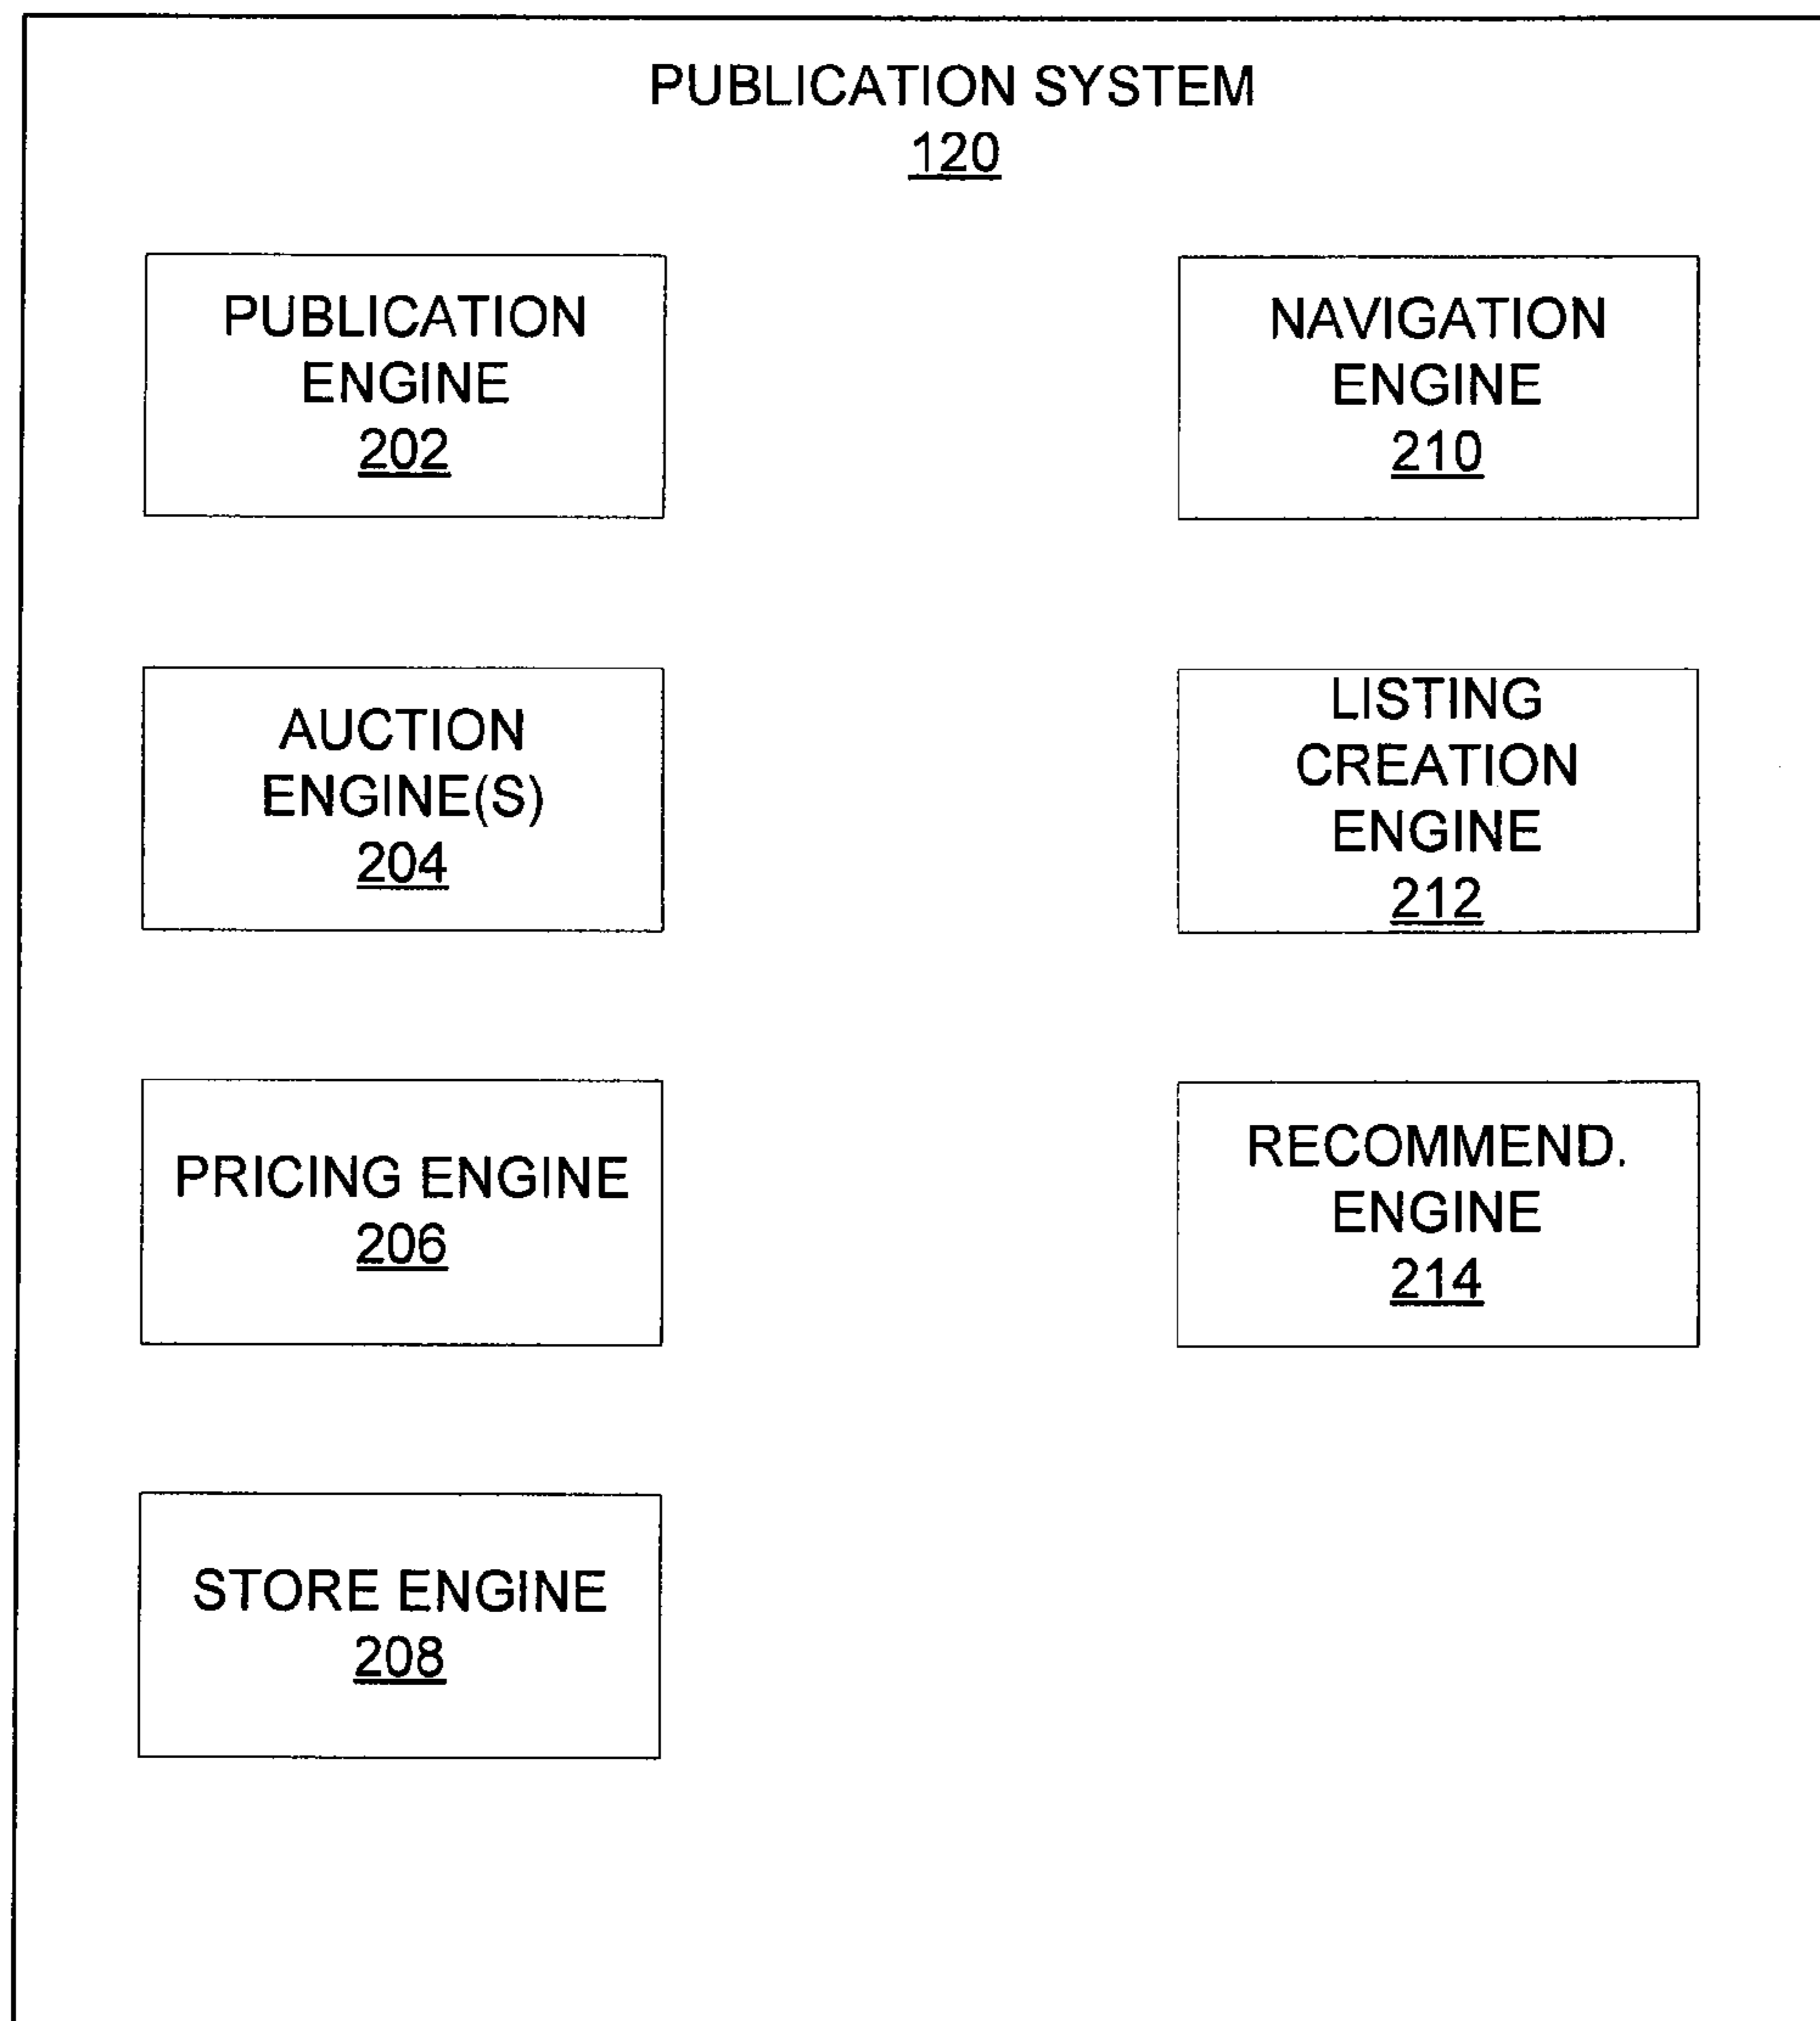 PUBLICATION SYSTEM
120
PUBLICATION
ENGINE
202
NAVIGATION
ENGINE
210
AUCTION
ENGINE(S)
204
LISTING
CREATION
ENGINE
212
PRICING ENGINE
206
RECOMMEND.
ENGINE
214
STORE ENGINE
208